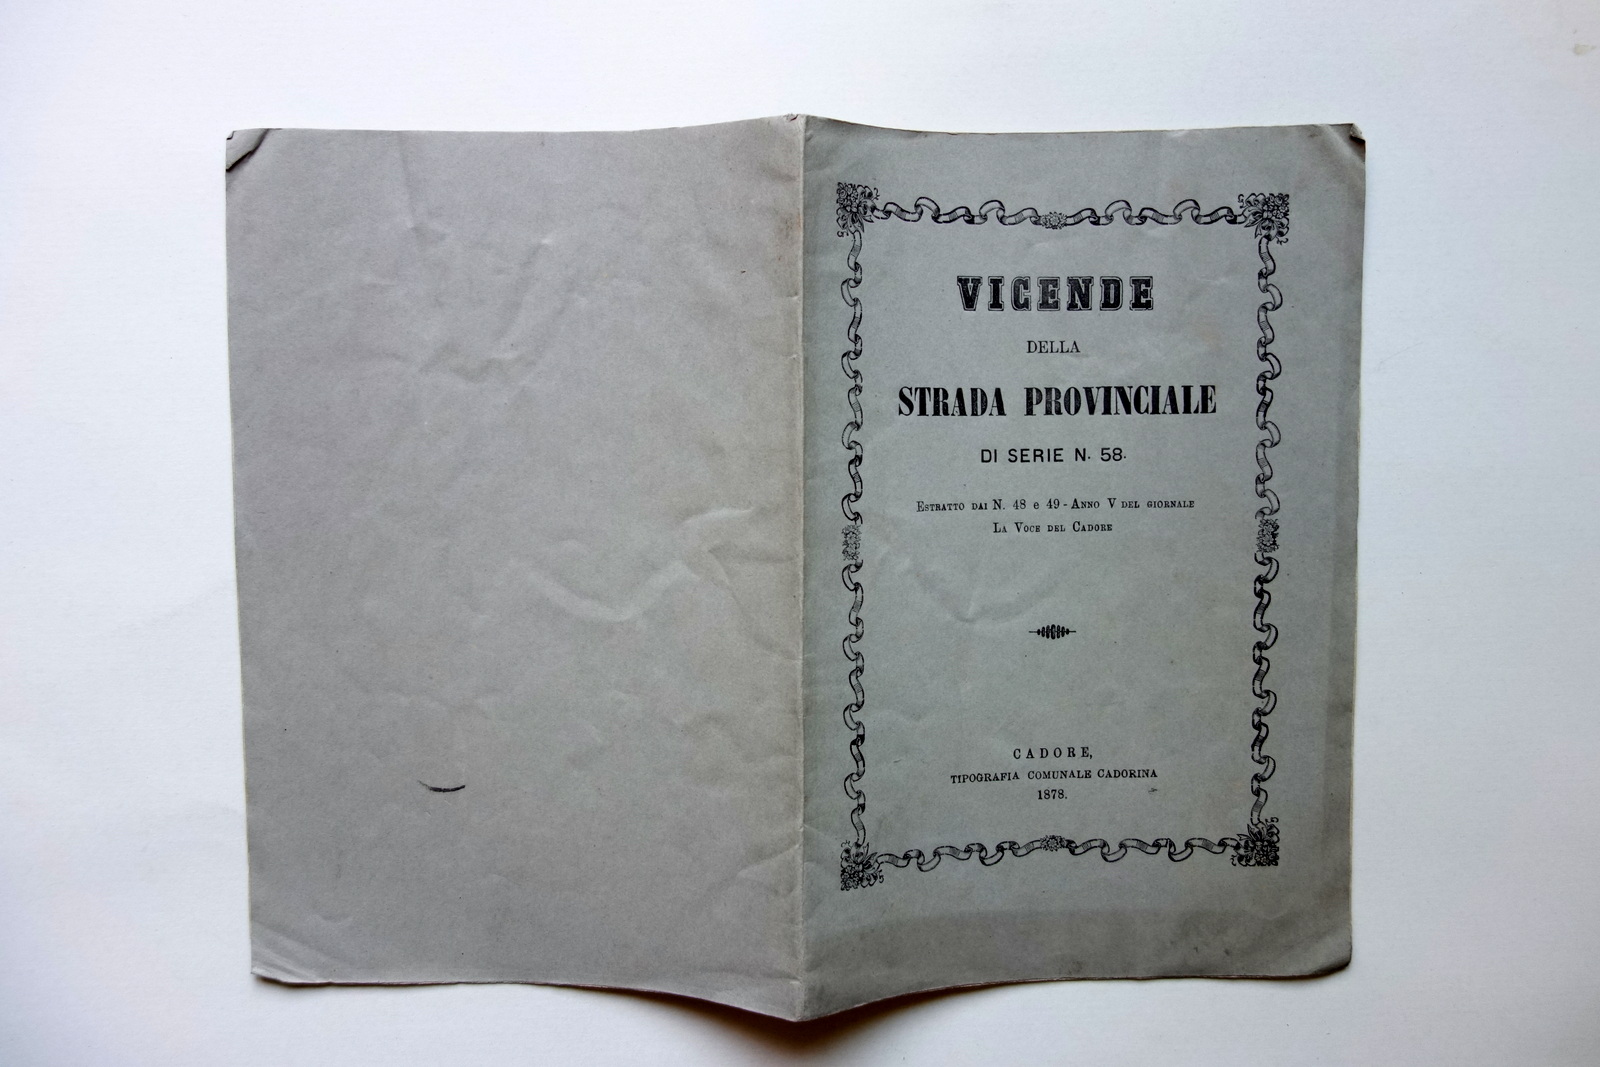 VICENDE
DELLA
STRADA PROVINCIALE
DI SERIE N. 58.
Estratto dai N. 48 e 49 - Anno V del giornale
La Voce del Cadore
CADORE,
TIPOGRAFIA COMUNALE CADORINA
1878.